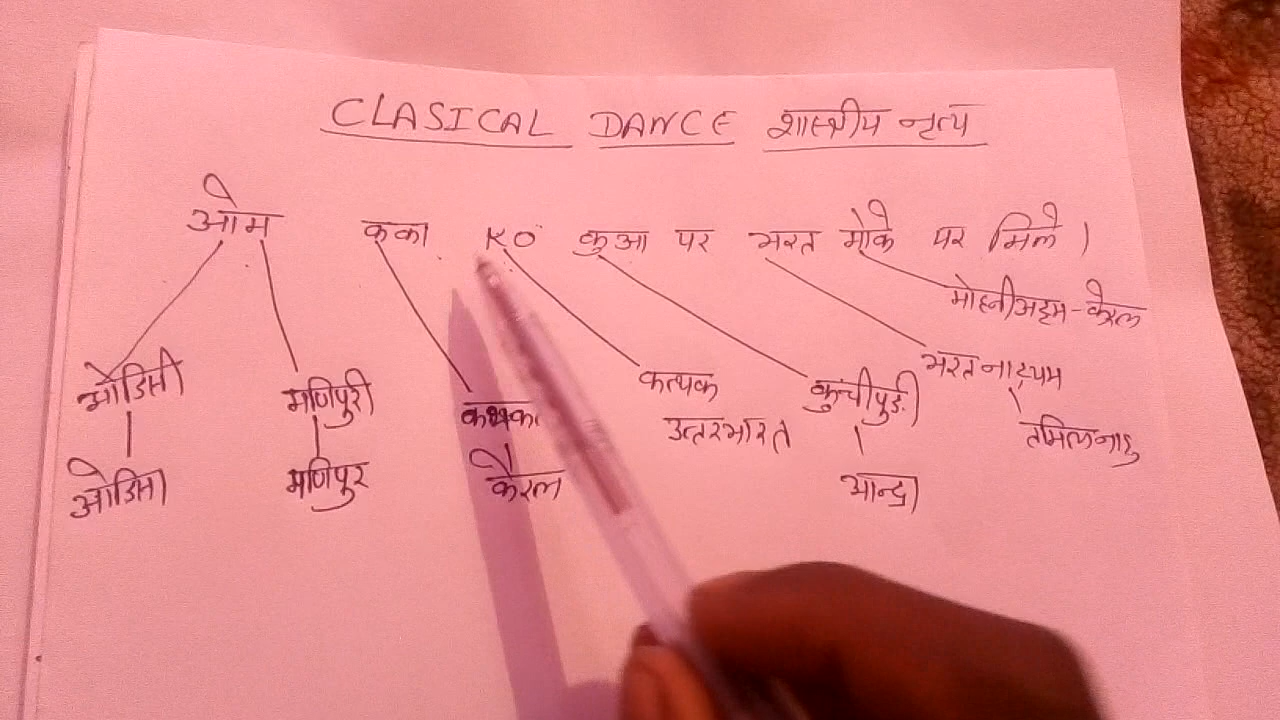 CLASICAL DANCE शास्त्रीय नृत्य
ओम कका KO कुआ पर भरत मोके पर मिले।
मोहनीअट्टम-केरल
ओडिसी मणिपुरी कत्थक कुचीपुड़ी भरतनाट्यम
उत्तरभारत तमिलनाडु
ओडिसा मणिपुर केरल आन्द्रा